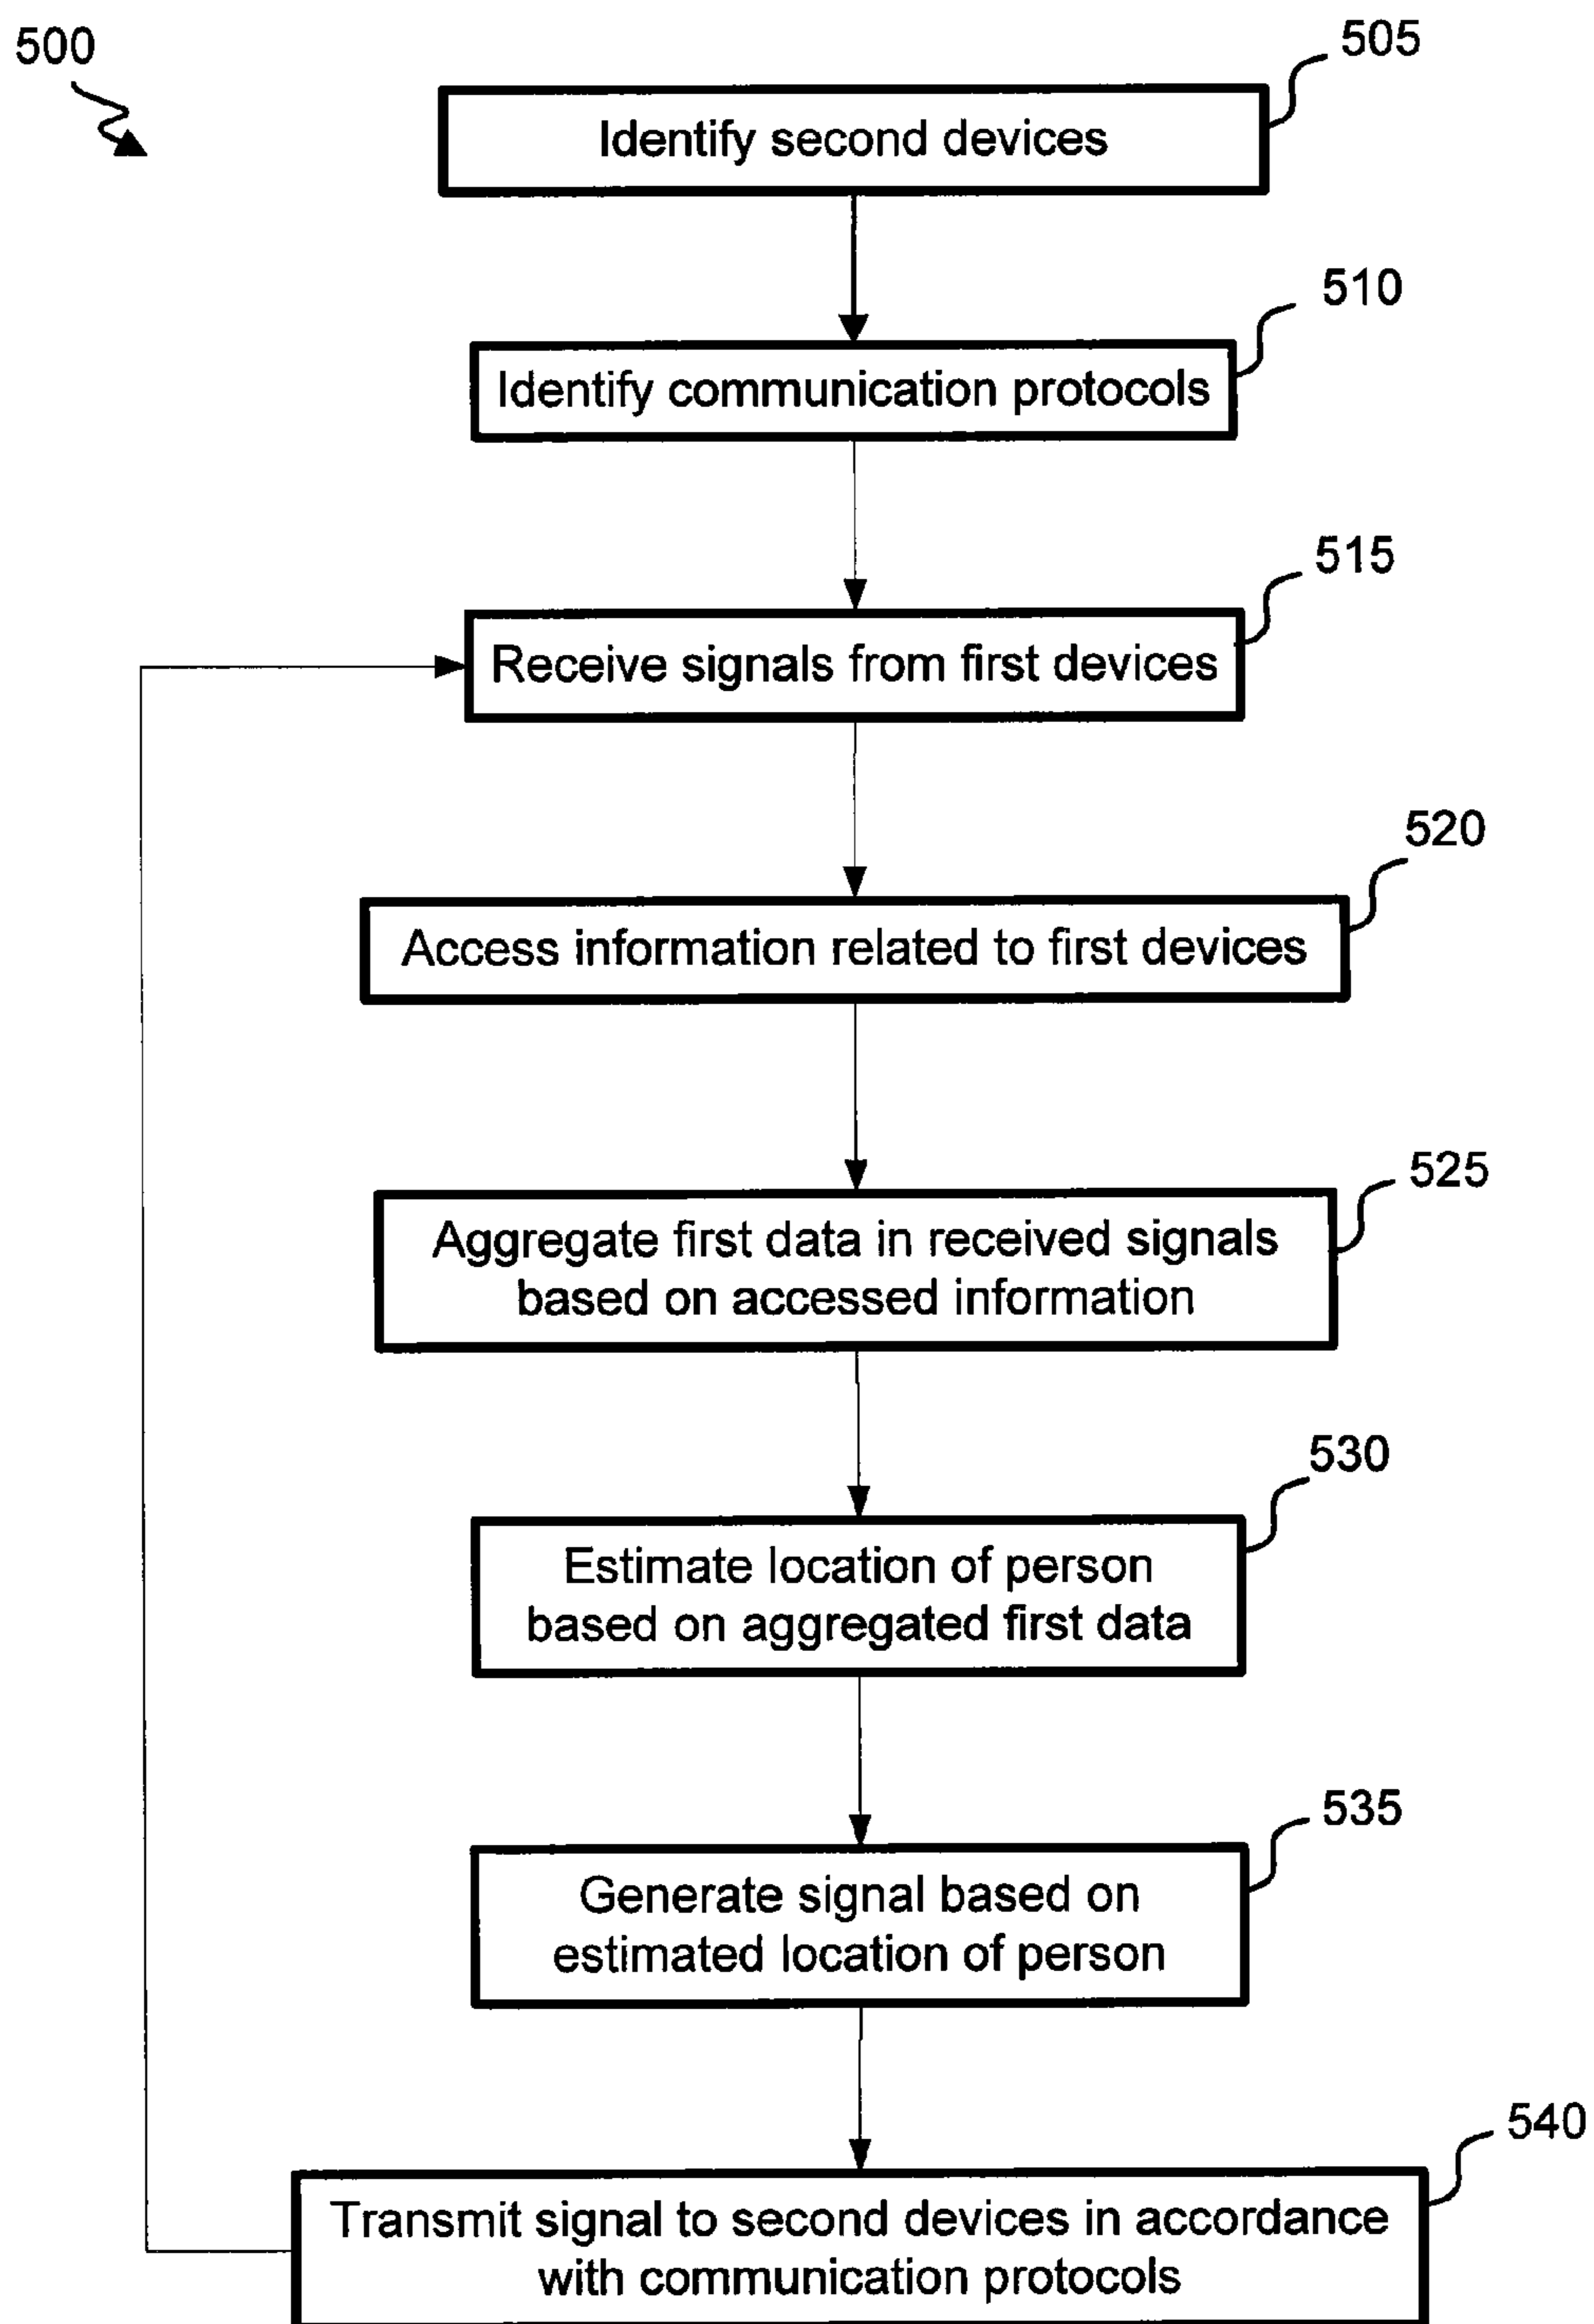 500
505
Identify second devices
510
Identify communication protocols
515
Receive signals from first devices
520
Access information related to first devices
525
Aggregate first data in received signals
based on accessed information
530
Estimate location of person
based on aggregated first data
535
Generate signal based on
estimated location of person
540
Transmit signal to second devices in accordance
with communication protocols